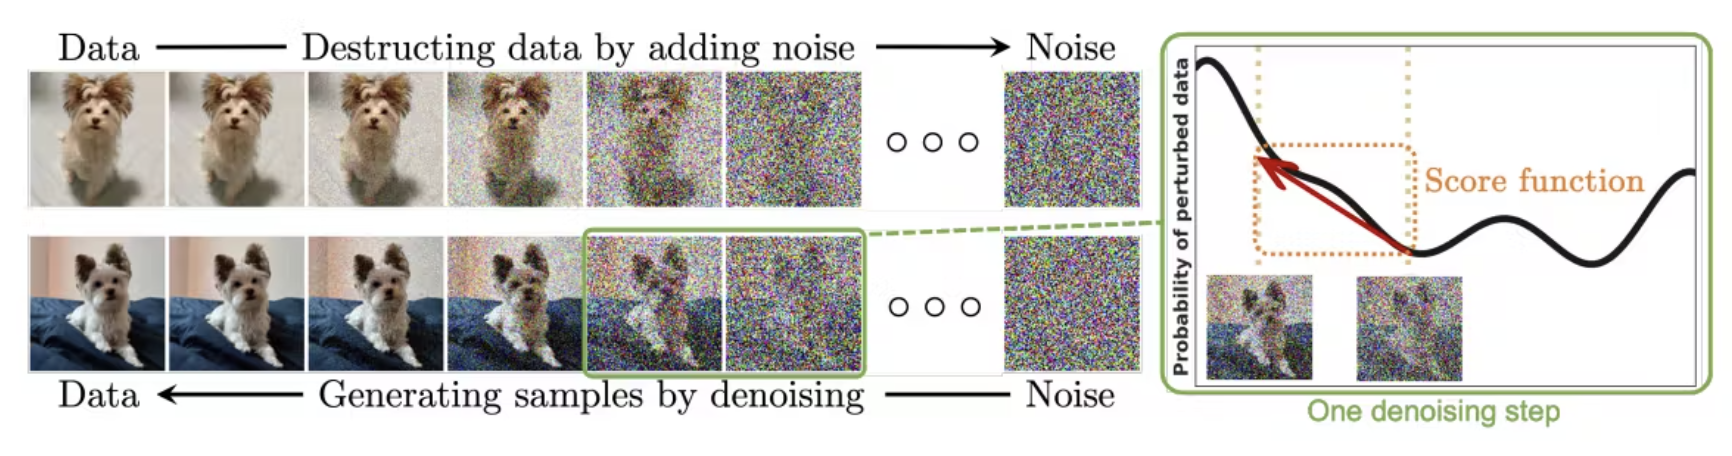 Data
Destructing data by adding noise
Noise
Data
Generating samples by denoising
Noise
Probability of perturbed data
Score function
One denoising step